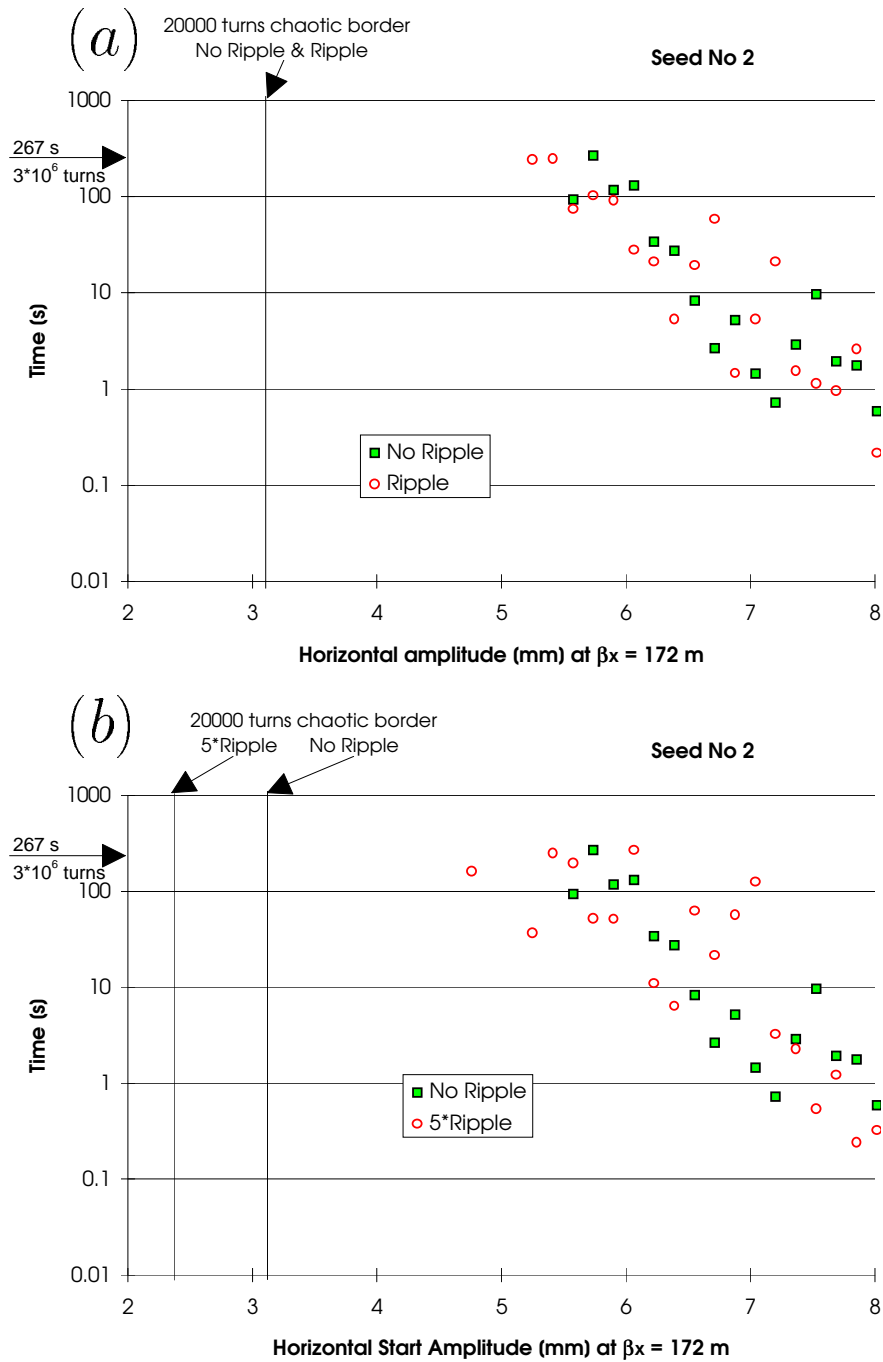 (a)
20000 turns chaotic border
No Ripple & Ripple
Seed No 2
1000
267 s
3*10⁶ turns
100
10
Time (s)
1
No Ripple
Ripple
0.1
0.01
2 3 4 5 6 7 8
Horizontal amplitude (mm) at βx = 172 m
(b)
20000 turns chaotic border
5*Ripple No Ripple
Seed No 2
1000
267 s
3*10⁶ turns
100
10
Time (s)
1
No Ripple
5*Ripple
0.1
0.01
2 3 4 5 6 7 8
Horizontal Start Amplitude (mm) at βx = 172 m